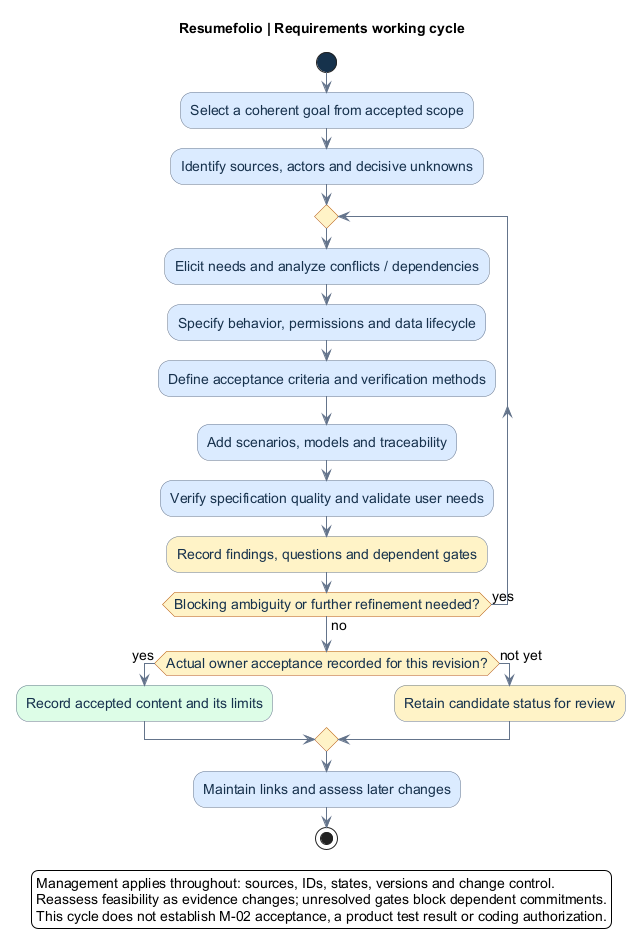 Resumefolio | Requirements working cycle
Select a coherent goal from accepted scope
Identify sources, actors and decisive unknowns
Elicit needs and analyze conflicts / dependencies
Specify behavior, permissions and data lifecycle
Define acceptance criteria and verification methods
Add scenarios, models and traceability
Verify specification quality and validate user needs
Record findings, questions and dependent gates
Blocking ambiguity or further refinement needed?
yes
no
Actual owner acceptance recorded for this revision?
yes
not yet
Record accepted content and its limits
Retain candidate status for review
Maintain links and assess later changes
Management applies throughout: sources, IDs, states, versions and change control.
Reassess feasibility as evidence changes; unresolved gates block dependent commitments.
This cycle does not establish M-02 acceptance, a product test result or coding authorization.